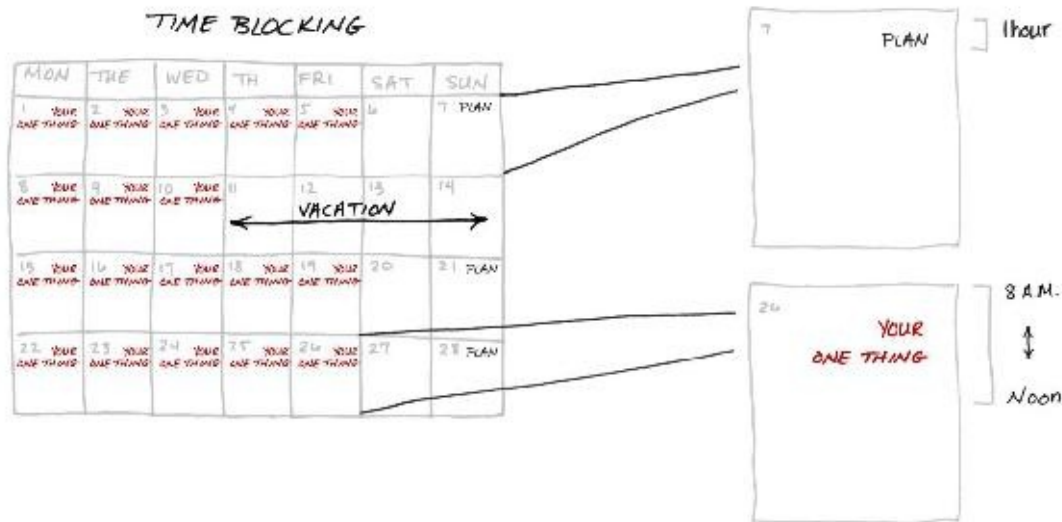 TIME BLOCKING
MON THE WED TH FRI SAT SUN
1 YOUR 2 YOUR 3 YOUR 4 YOUR 5 YOUR 6 7 PLAN
ONE THING ONE THING ONE THING ONE THING ONE THING
8 YOUR 9 YOUR 10 YOUR 11 12 13 14
ONE THING ONE THING ONE THING
VACATION
15 YOUR 16 YOUR 17 YOUR 18 YOUR 19 YOUR 20 21 PLAN
ONE THING ONE THING ONE THING ONE THING ONE THING
22 YOUR 23 YOUR 24 YOUR 25 YOUR 26 YOUR 27 28 PLAN
ONE THING ONE THING ONE THING ONE THING ONE THING
7 PLAN 1 hour
26
YOUR
ONE THING
8 A.M.
Noon